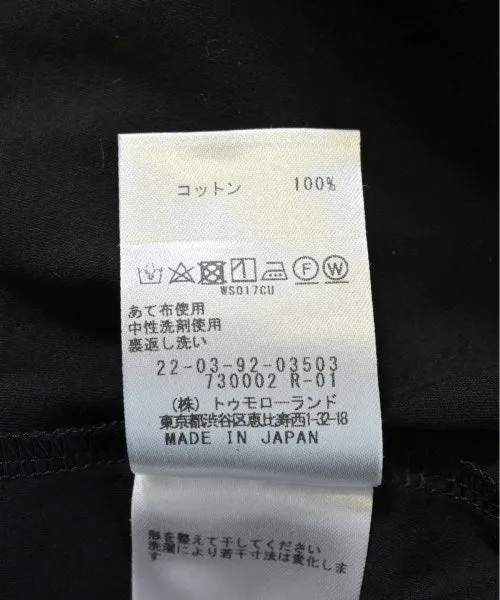 コットン 100%
F W
WS017CU
あて布使用
中性洗剤使用
裏返し洗い
22-03-92-03503
730002 R-01
(株) トゥモローランド
東京都渋谷区恵比寿西1-32-18
MADE IN JAPAN
形を整えて干してください
洗濯により若干寸法は変化しま
す